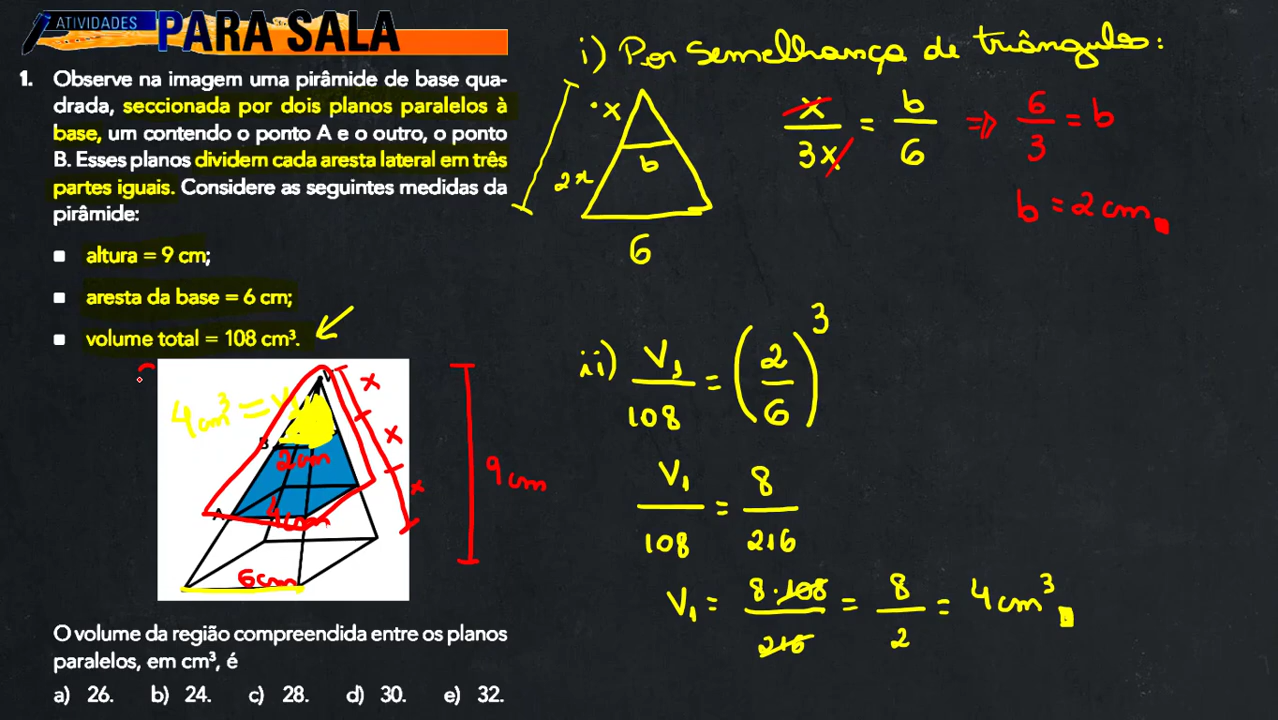 ATIVIDADES PARA SALA
1. Observe na imagem uma pirâmide de base qua-
drada, seccionada por dois planos paralelos à
base, um contendo o ponto A e o outro, o ponto
B. Esses planos dividem cada aresta lateral em três
partes iguais. Considere as seguintes medidas da
pirâmide:
altura = 9 cm;
aresta da base = 6 cm;
volume total = 108 cm³.
4cm³ = V
V
B
A
x
x
x
2cm
4cm
6cm
9cm
O volume da região compreendida entre os planos
paralelos, em cm³, é
a) 26. b) 24. c) 28. d) 30. e) 32.
i) Por semelhança de triângulo:
x
2x
b
6
x/3x = b/6 ⇒ 6/3 = b
b = 2cm
ii) V₁/108 = (2/6)³
V₁/108 = 8/216
V₁ = 8·108/216 = 8/2 = 4cm³